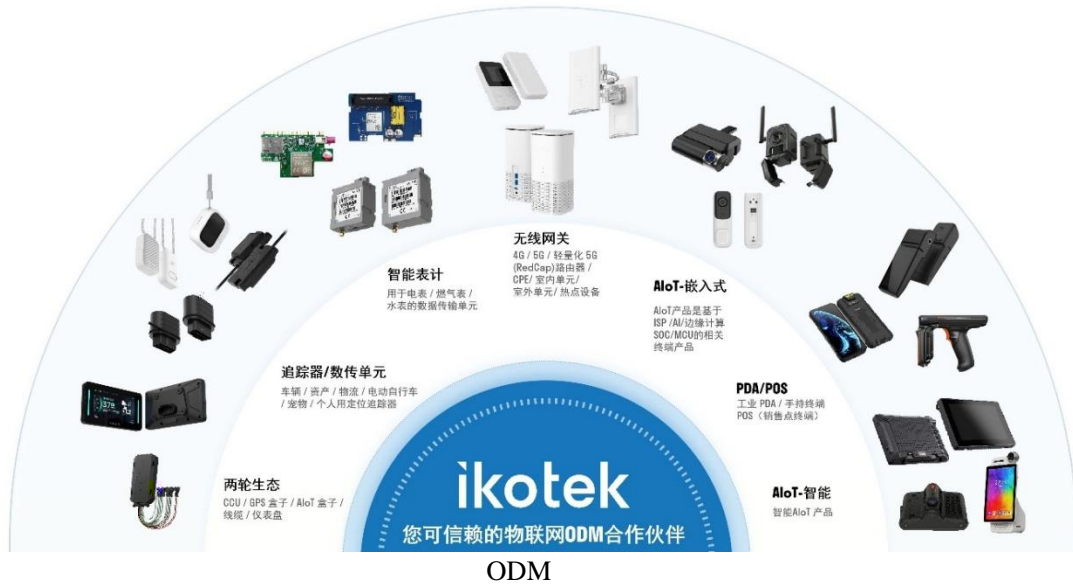 无线网关
4G / 5G / 轻量化 5G
(RedCap)路由器 /
CPE/ 室内单元/
室外单元/ 热点设备
智能表计
用于电表 / 燃气表 /
水表的数据传输单元
AIoT-嵌入式
AIoT产品是基于
ISP /AI/边缘计算
SOC/MCU的相关
终端产品
追踪器/数传单元
车辆 / 资产 / 物流 / 电动自行车
/ 宠物 / 个人用定位追踪器
PDA/POS
工业 PDA / 手持终端
POS（销售点终端）
两轮生态
CCU / GPS 盒子 / AIoT 盒子 /
线缆 / 仪表盘
AIoT-智能
智能AIoT 产品
ikotek
您可信赖的物联网ODM合作伙伴
ODM